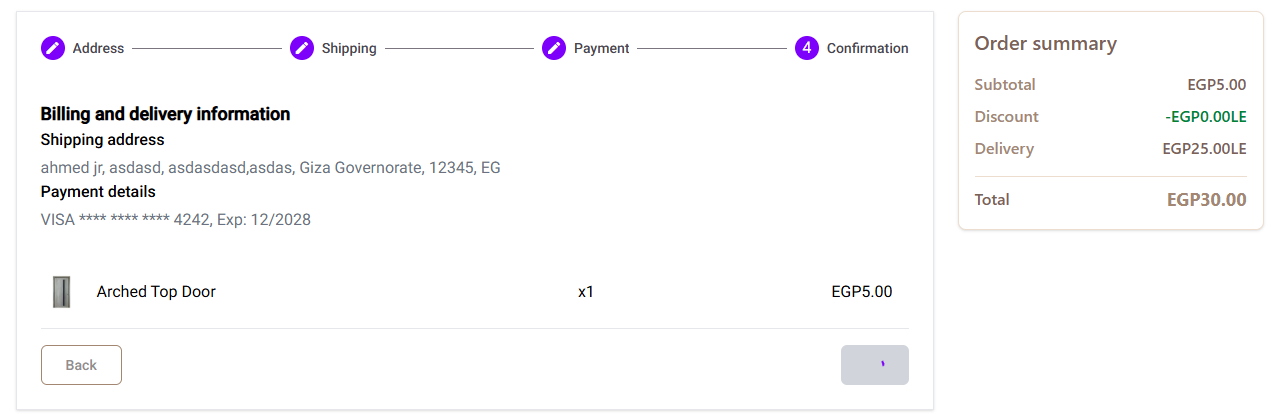 Address
Shipping
Payment
4 Confirmation
Billing and delivery information
Shipping address
ahmed jr, asdasd, asdasdasd,asdas, Giza Governorate, 12345, EG
Payment details
VISA **** **** **** 4242, Exp: 12/2028
Arched Top Door x1 EGP5.00
Back
Order summary
Subtotal EGP5.00
Discount -EGP0.00LE
Delivery EGP25.00LE
Total EGP30.00